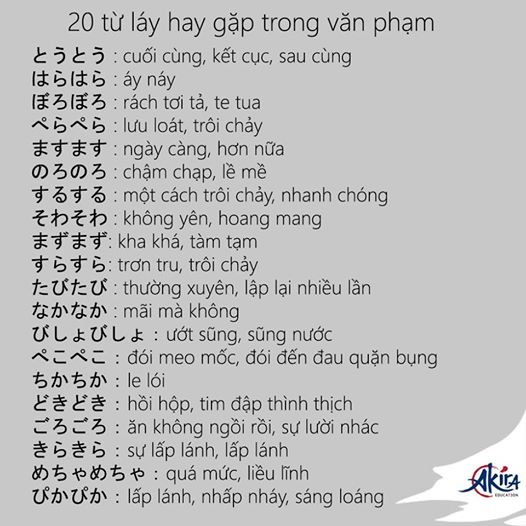 20 từ láy hay gặp trong văn phạm
とうとう : cuối cùng, kết cục, sau cùng
はらはら : áy náy
ぼろぼろ : rách tơi tả, te tua
ぺらぺら : lưu loát, trôi chảy
ますます : ngày càng, hơn nữa
のろのろ : chậm chạp, lề mề
するする : một cách trôi chảy, nhanh chóng
そわそわ : không yên, hoang mang
まずまず: kha khá, tàm tạm
すらすら: trơn tru, trôi chảy
たびたび : thường xuyên, lập lại nhiều lần
なかなか : mãi mà không
びしょびしょ : ướt sũng, sũng nước
ぺこぺこ : đói meo mốc, đói đến đau quặn bụng
ちかちか : le lói
どきどき : hồi hộp, tim đập thình thịch
ごろごろ : ăn không ngồi rồi, sự lười nhác
きらきら : sự lấp lánh, lấp lánh
めちゃめちゃ : quá mức, liều lĩnh
ぴかぴか : lấp lánh, nhấp nháy, sáng loáng
Akira
EDUCATION